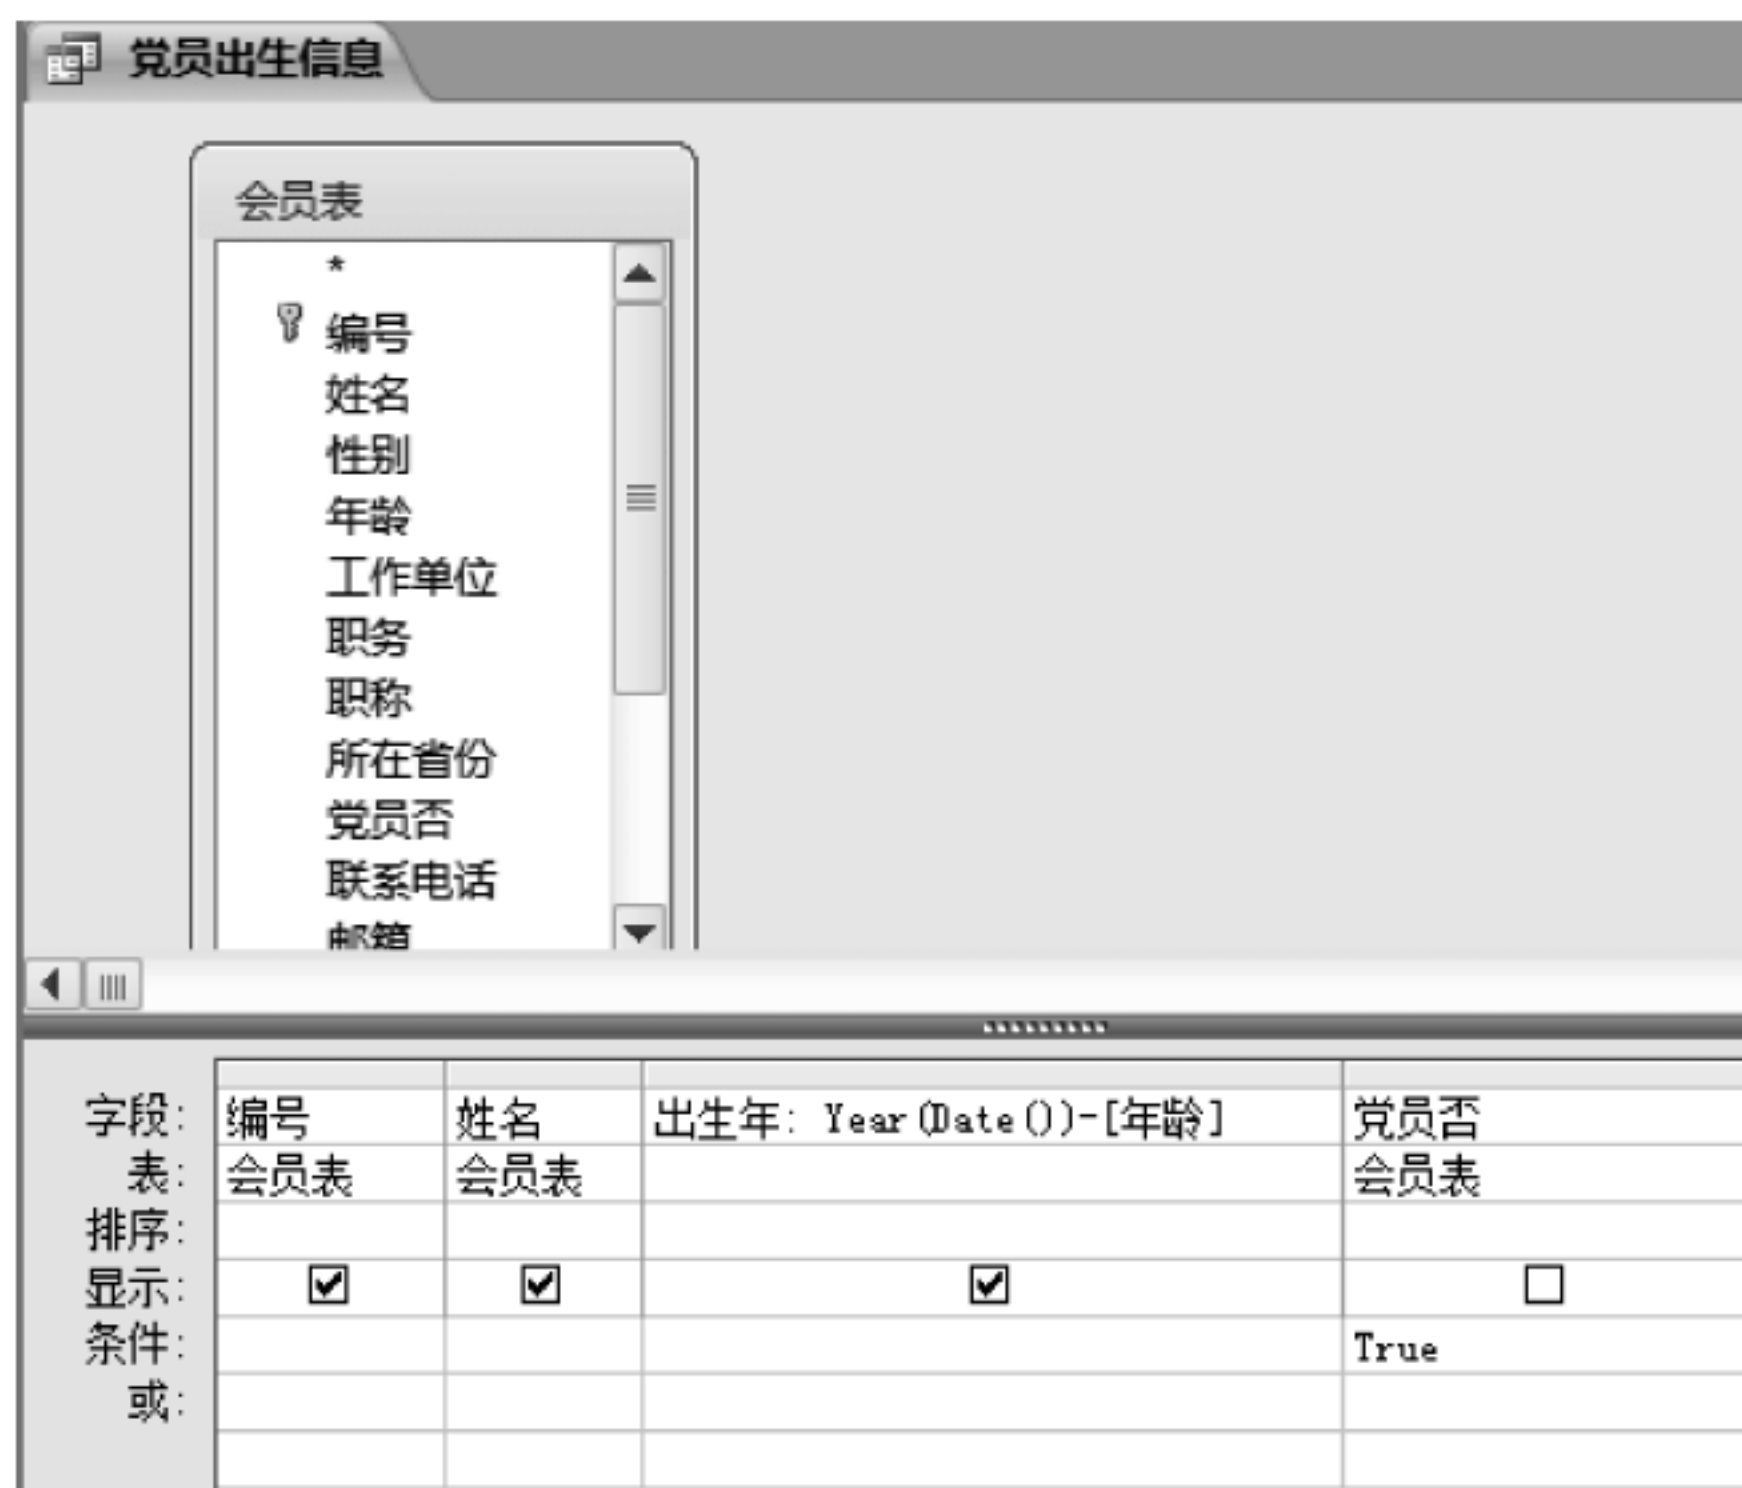 党员出生信息
会员表
*
编号
姓名
性别
年龄
工作单位
职务
职称
所在省份
党员否
联系电话
邮箱
字段: 编号 姓名 出生年: Year(Date())-[年龄] 党员否
表: 会员表 会员表 会员表
排序:
显示:
条件: True
或: